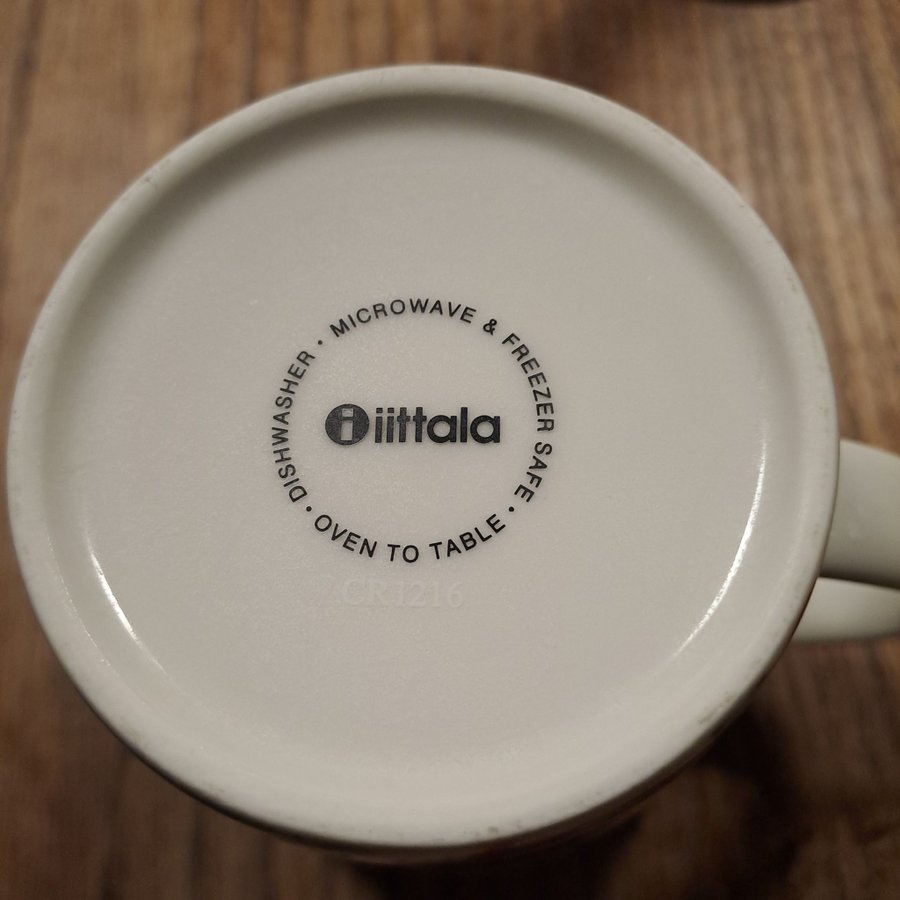 DISHWASHER · MICROWAVE & FREEZER SAFE · OVEN TO TABLE ·
i iittala
CR1216